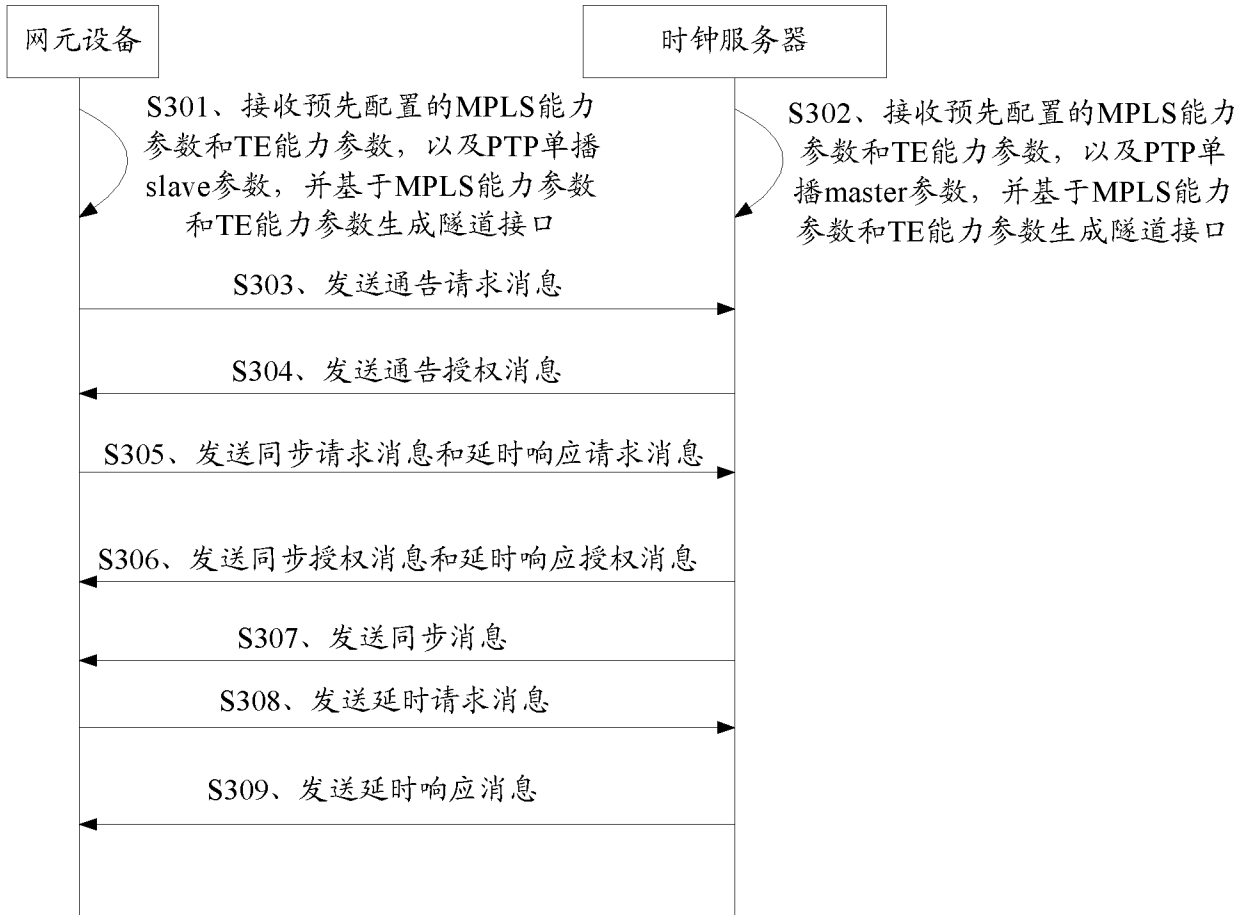 网元设备
时钟服务器
S301、接收预先配置的MPLS能力
参数和TE能力参数，以及PTP单播
slave参数，并基于MPLS能力参数
和TE能力参数生成隧道接口
S302、接收预先配置的MPLS能力
参数和TE能力参数，以及PTP单
播master参数，并基于MPLS能力
参数和TE能力参数生成隧道接口
S303、发送通告请求消息
S304、发送通告授权消息
S305、发送同步请求消息和延时响应请求消息
S306、发送同步授权消息和延时响应授权消息
S307、发送同步消息
S308、发送延时请求消息
S309、发送延时响应消息